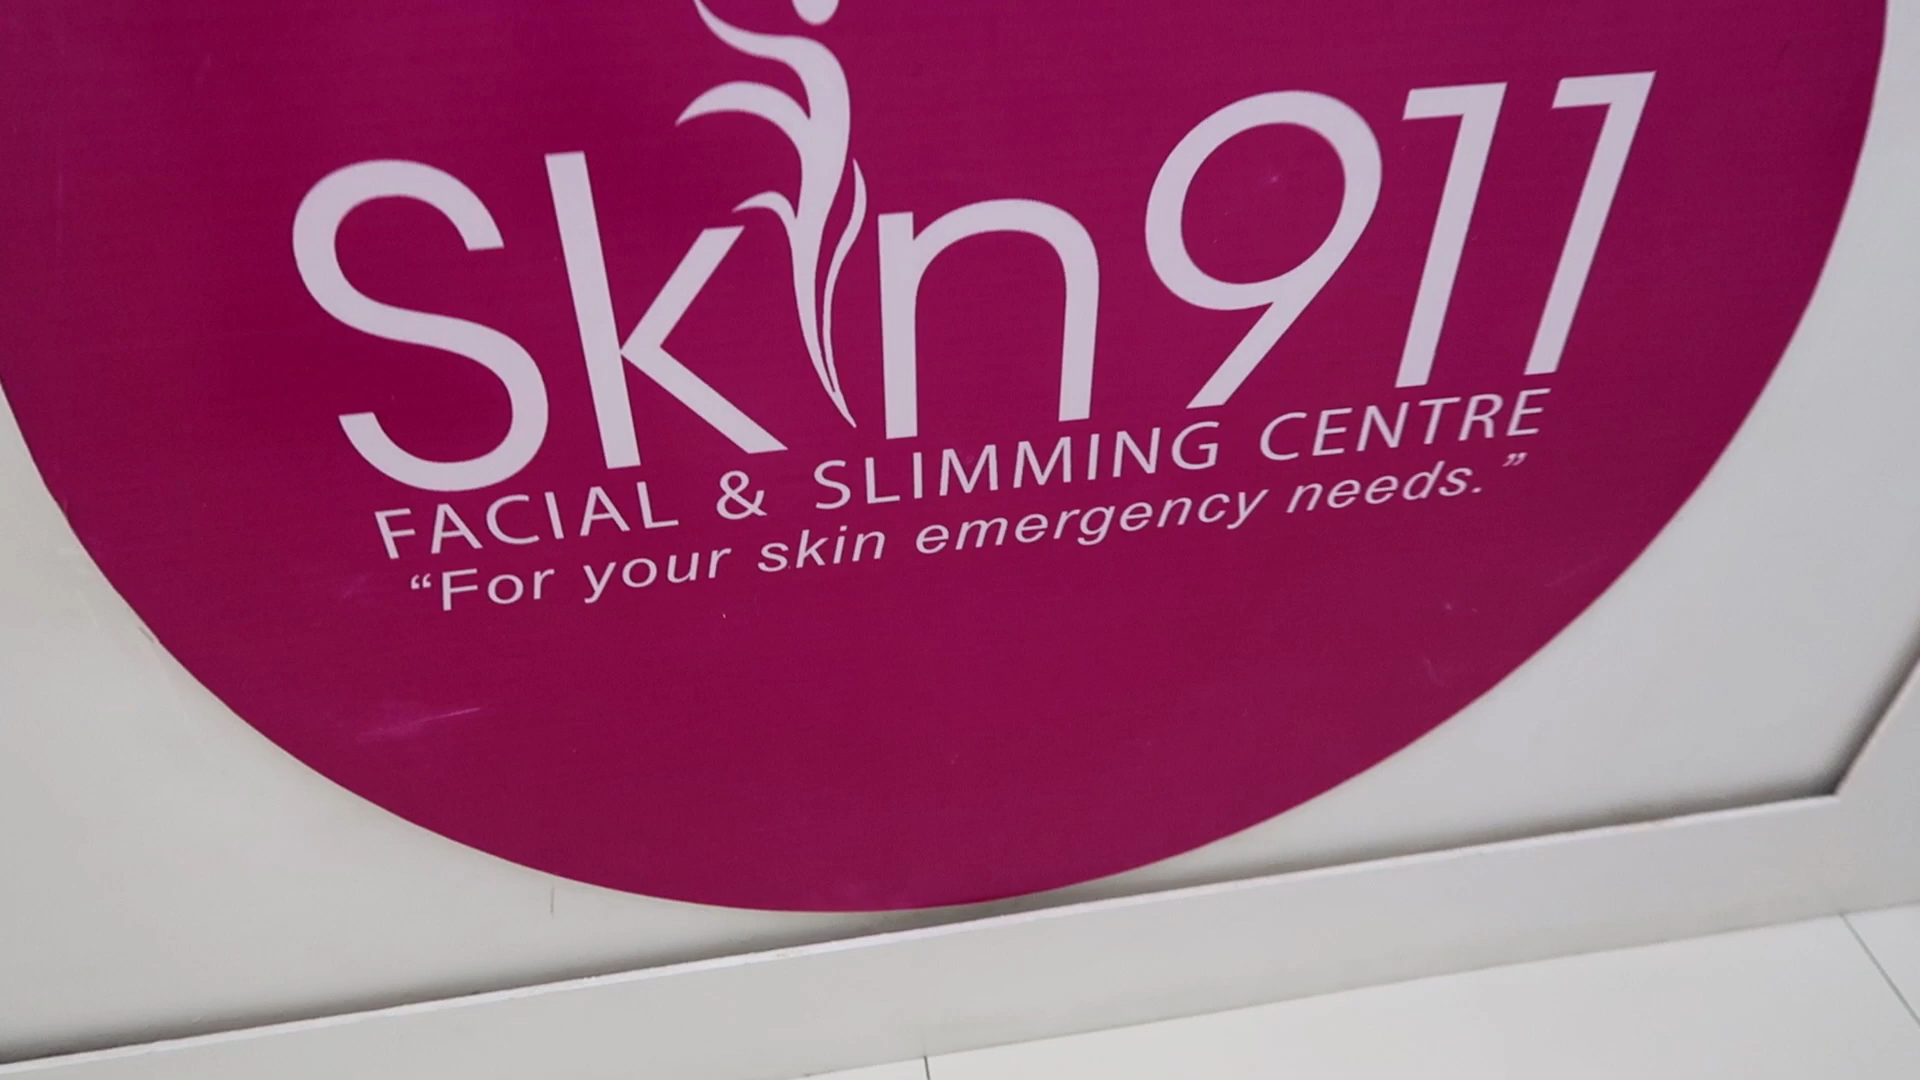 Skin911
FACIAL & SLIMMING CENTRE
“For your skin emergency needs.”